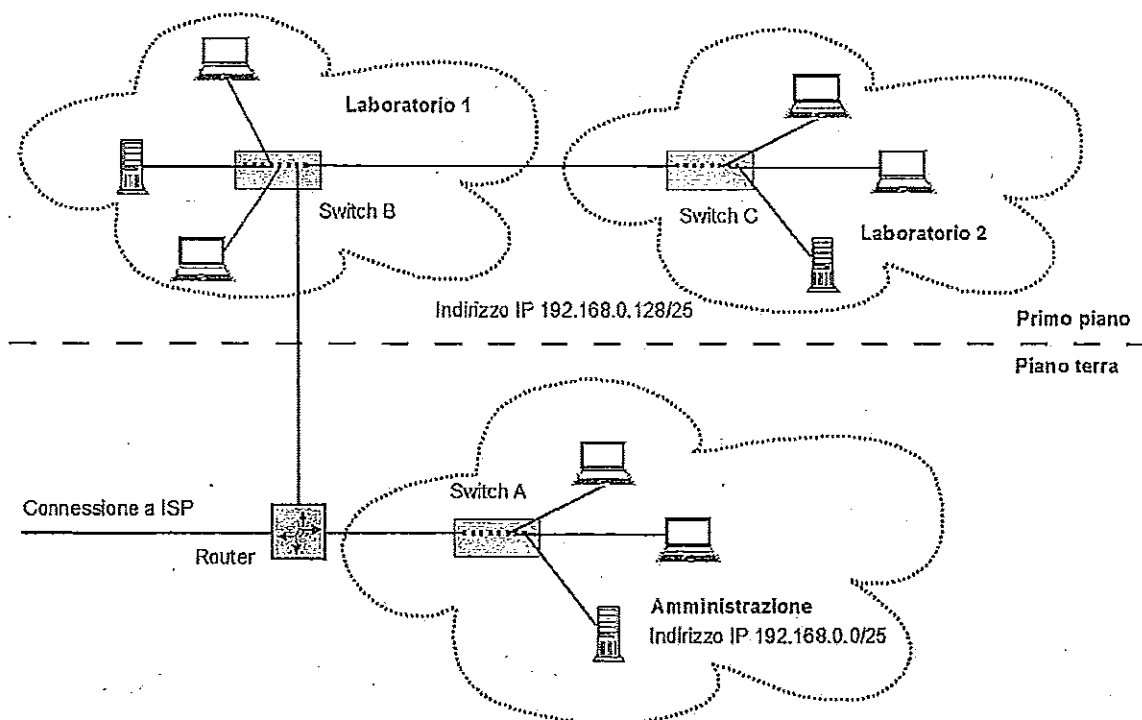 Laboratorio 1
Switch B
Switch C
Laboratorio 2
Indirizzo IP 192.168.0.128/25
Primo piano
Piano terra
Connessione a ISP
Router
Switch A
Amministrazione
Indirizzo IP 192.168.0.0/25